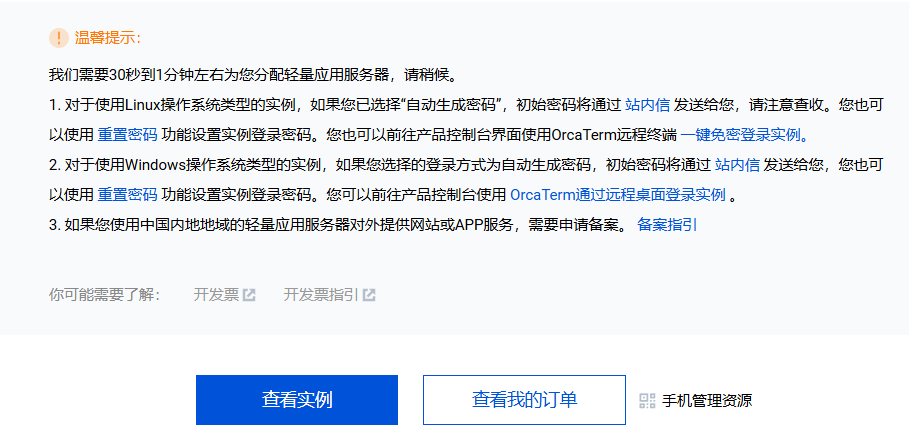 温馨提示：
我们需要30秒到1分钟左右为您分配轻量应用服务器，请稍候。
1. 对于使用Linux操作系统类型的实例，如果您已选择“自动生成密码”，初始密码将通过 站内信 发送给您，请注意查收。您也可
以使用 重置密码 功能设置实例登录密码。您也可以前往产品控制台界面使用OrcaTerm远程终端 一键免密登录实例。
2. 对于使用Windows操作系统类型的实例，如果您选择的登录方式为自动生成密码，初始密码将通过 站内信 发送给您，您也可
以使用 重置密码 功能设置实例登录密码。您可以前往产品控制台使用 OrcaTerm通过远程桌面登录实例 。
3. 如果您使用中国内地地域的轻量应用服务器对外提供网站或APP服务，需要申请备案。 备案指引
你可能需要了解： 开发票 开发票指引
查看实例 查看我的订单 手机管理资源